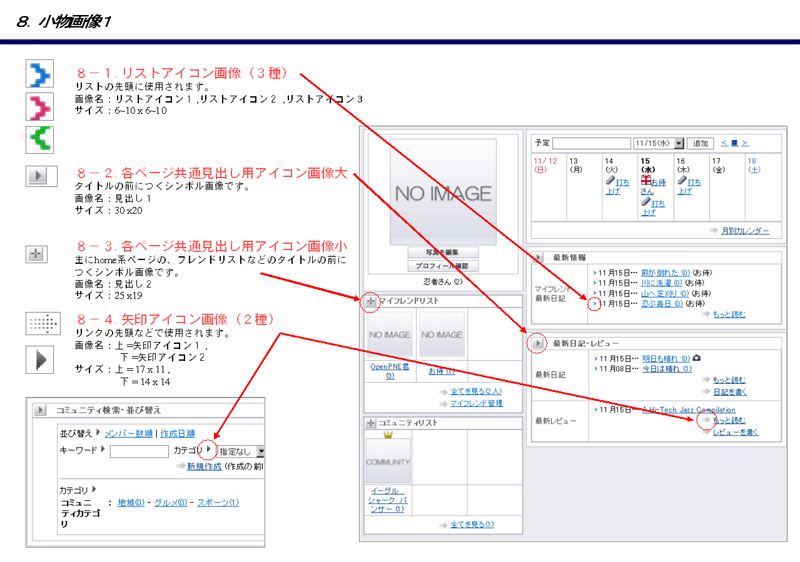 ８．小物画像１
８－１．リストアイコン画像（３種）
リストの先頭に使用されます。
画像名：リストアイコン１，リストアイコン２，リストアイコン３
サイズ：6~10 x 6~10
８－２．各ページ共通見出し用アイコン画像大
タイトルの前につくシンボル画像です。
画像名：見出し１
サイズ：30 x20
８－３．各ページ共通見出し用アイコン画像小
主にhome系ページの、フレンドリストなどのタイトルの前に
つくシンボル画像です。
画像名：見出し２
サイズ：25 x19
８－４．矢印アイコン画像（２種）
リンクの先頭などで使用されます。
画像名：上＝矢印アイコン１，
下＝矢印アイコン２
サイズ：上＝17 x 11，
下＝14 x 14
コミュニティ検索・並び替え
並び替え メンバー数順 | 作成日順
キーワード カテゴリ 指定なし
新規作成 (作成の前
カテゴリ
コミュニティカテゴリ ： 地域(0) - グルメ(0) - スポーツ(1)
NO IMAGE
写真を編集
プロフィール確認
忍者さん (2)
マイフレンドリスト
NO IMAGE NO IMAGE
OpenPNE君 (3) お侍 (1)
全てを見る(2人)
マイフレンド管理
コミュニティリスト
COMMUNITY
イーグル シャーク パンサー (1)
全てを見る(1)
予定 11/15(水) 追加 < ■ >
11/12 (日) 13 (月) 14 (火) 15 (水) 16 (木) 17 (金) 18 (土)
打ち上げ お侍さん 打ち上げ
打ち上げ
月別カレンダー
最新情報
マイフレンド最新日記
11月15日… 殿が倒れた (0) (お侍)
11月15日… 川に洗濯 (0) (お侍)
11月15日… 山へ芝刈り (0) (お侍)
11月15日… 忍ぶ毎日 (0) (お侍)
もっと読む
最新日記・レビュー
最新日記
11月15日… 明日も晴れ (0)
11月08日… 今日は晴れ (1)
もっと読む
日記を書く
最新レビュー
11月15日… A Hi-Tech Jazz Compilation
もっと読む
レビューを書く